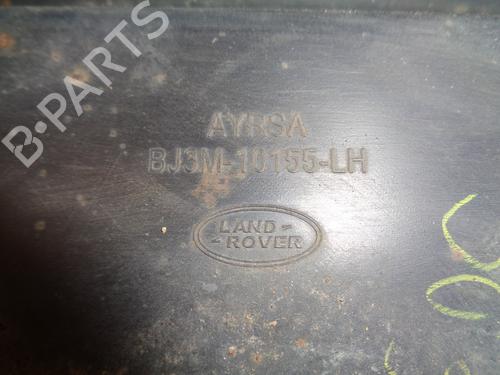 B-PARTS
AYRSA
BJ3M-10155-LH
LAND-
-ROVER